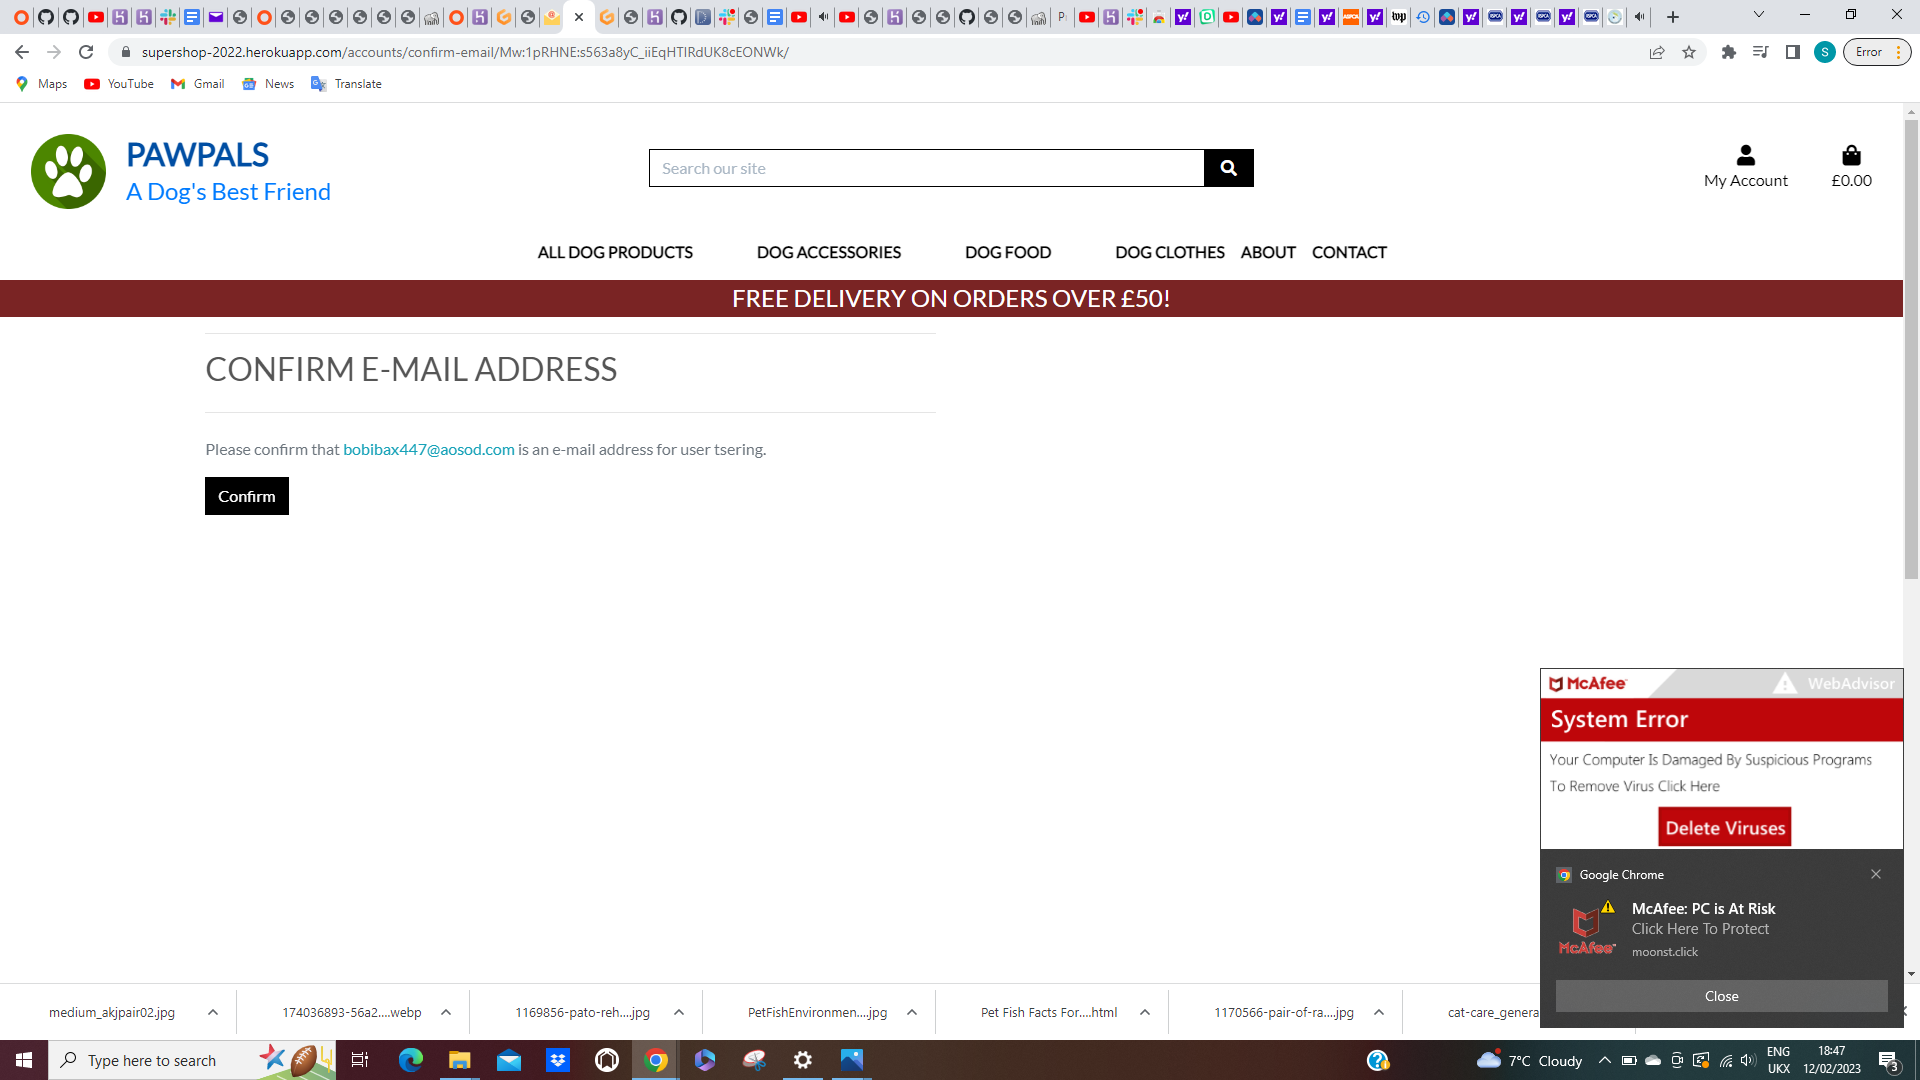 supershop-2022.herokuapp.com/accounts/confirm-email/Mw:1pRHNE:s563a8yC_iiEqHTIRdUK8cEONWk/
S
Error
Maps
YouTube
Gmail
News
Translate
PAWPALS
A Dog's Best Friend
Search our site
My Account
£0.00
ALL DOG PRODUCTS
DOG ACCESSORIES
DOG FOOD
DOG CLOTHES
ABOUT
CONTACT
FREE DELIVERY ON ORDERS OVER £50!
CONFIRM E-MAIL ADDRESS
Please confirm that bobibax447@aosod.com is an e-mail address for user tsering.
Confirm
McAfee
WebAdvisor
System Error
Your Computer Is Damaged By Suspicious Programs
To Remove Virus Click Here
Delete Viruses
Google Chrome
McAfee: PC is At Risk
Click Here To Protect
McAfee
moonst.click
Close
medium_akjpair02.jpg
174036893-56a2....webp
1169856-pato-reh....jpg
PetFishEnvironmen....jpg
Pet Fish Facts For....html
1170566-pair-of-ra....jpg
cat-care_genera
Type here to search
7°C Cloudy
ENG
UKX
18:47
12/02/2023
3